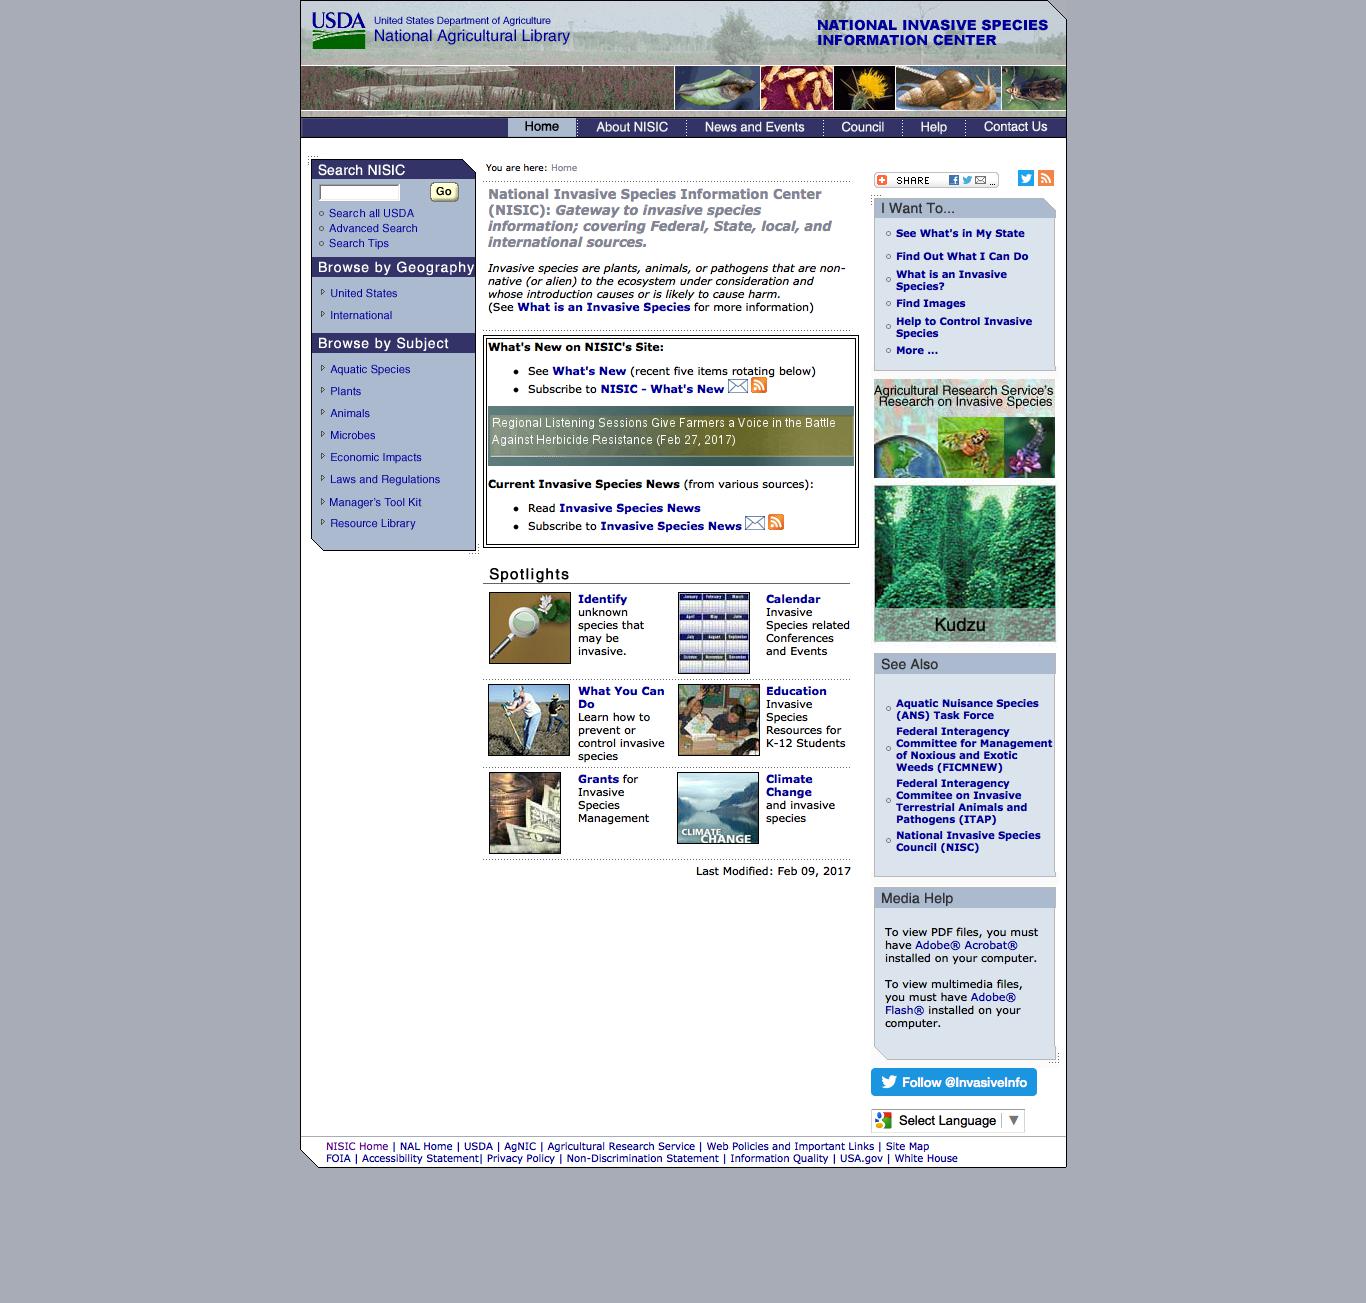 USDA United States Department of Agriculture
National Agricultural Library
NATIONAL INVASIVE SPECIES
INFORMATION CENTER
Home About NISIC News and Events Council Help Contact Us
Search NISIC
Go
Search all USDA
Advanced Search
Search Tips
Browse by Geography
United States
International
Browse by Subject
Aquatic Species
Plants
Animals
Microbes
Economic Impacts
Laws and Regulations
Manager's Tool Kit
Resource Library
You are here: Home
National Invasive Species Information Center
(NISIC): Gateway to invasive species
information; covering Federal, State, local, and
international sources.
Invasive species are plants, animals, or pathogens that are non-
native (or alien) to the ecosystem under consideration and
whose introduction causes or is likely to cause harm.
(See What is an Invasive Species for more information)
What's New on NISIC's Site:
See What's New (recent five items rotating below)
Subscribe to NISIC - What's New
Regional Listening Sessions Give Farmers a Voice in the Battle
Against Herbicide Resistance (Feb 27, 2017)
Current Invasive Species News (from various sources):
Read Invasive Species News
Subscribe to Invasive Species News
Spotlights
Identify
unknown
species that
may be
invasive.
January February March
April May June
July August September
October November December
Calendar
Invasive
Species related
Conferences
and Events
What You Can
Do
Learn how to
prevent or
control invasive
species
Education
Invasive
Species
Resources for
K-12 Students
Grants for
Invasive
Species
Management
CLIMATE
CHANGE
Climate
Change
and invasive
species
Last Modified: Feb 09, 2017
SHARE ...
I Want To...
See What's in My State
Find Out What I Can Do
What is an Invasive
Species?
Find Images
Help to Control Invasive
Species
More ...
Agricultural Research Service's
Research on Invasive Species
Kudzu
See Also
Aquatic Nuisance Species
(ANS) Task Force
Federal Interagency
Committee for Management
of Noxious and Exotic
Weeds (FICMNEW)
Federal Interagency
Commitee on Invasive
Terrestrial Animals and
Pathogens (ITAP)
National Invasive Species
Council (NISC)
Media Help
To view PDF files, you must
have Adobe® Acrobat®
installed on your computer.
To view multimedia files,
you must have Adobe®
Flash® installed on your
computer.
Follow @InvasiveInfo
Select Language ▼
NISIC Home | NAL Home | USDA | AgNIC | Agricultural Research Service | Web Policies and Important Links | Site Map
FOIA | Accessibility Statement| Privacy Policy | Non-Discrimination Statement | Information Quality | USA.gov | White House